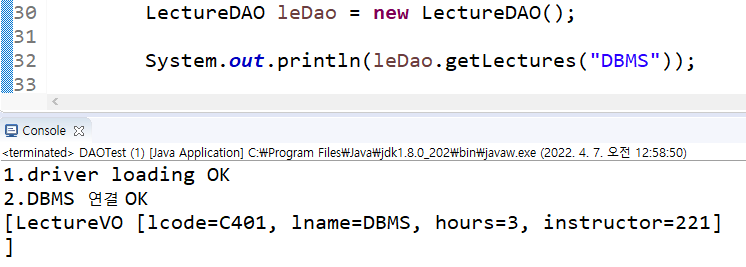 30 LectureDAO leDao = new LectureDAO();
31
32 System.out.println(leDao.getLectures("DBMS"));
33
Console
<terminated> DAOTest (1) [Java Application] C:₩Program Files₩Java₩jdk1.8.0_202₩bin₩javaw.exe (2022. 4. 7. 오전 12:58:50)
1.driver loading OK
2.DBMS 연결 OK
[LectureVO [lcode=C401, lname=DBMS, hours=3, instructor=221]
]